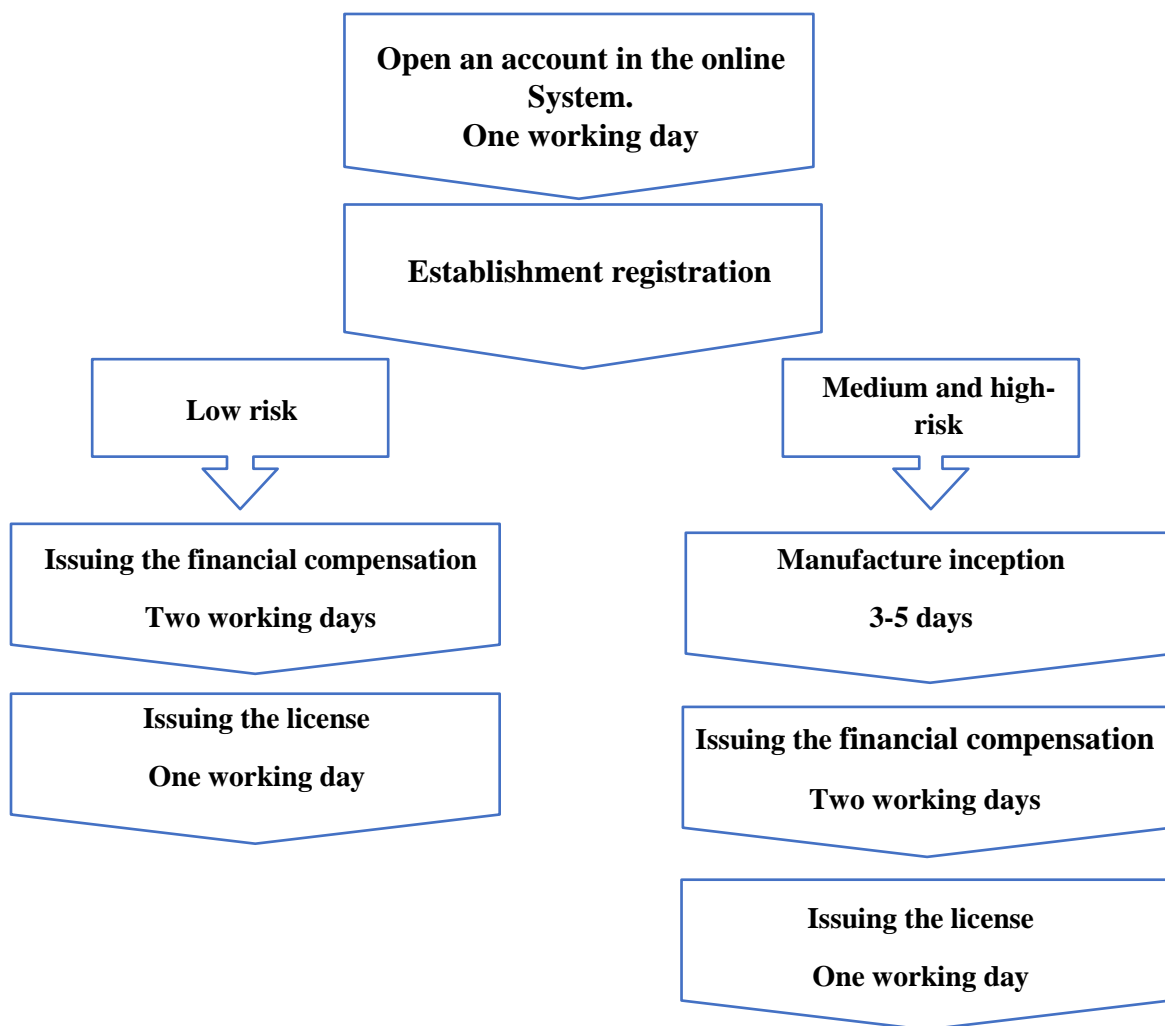 Open an account in the online
System.
One working day
Establishment registration
Low risk
Medium and high-
risk
Issuing the financial compensation
Two working days
Issuing the license
One working day
Manufacture inception
3-5 days
Issuing the financial compensation
Two working days
Issuing the license
One working day